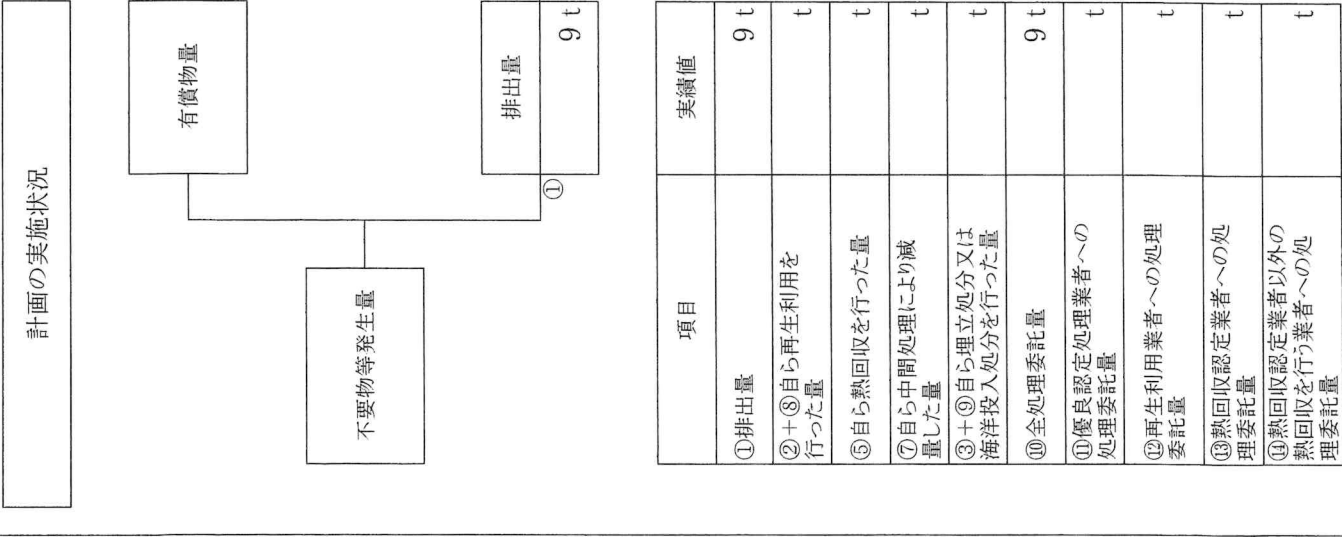 計画の実施状況
有償物量
不要物等発生量
排出量
①
9 t
項目
実績値
①排出量
9 t
②+⑧自ら再生利用を
行った量
t
⑤自ら熱回収を行った量
t
⑦自ら中間処理により減
量した量
t
③+⑨自ら埋立処分又は
海洋投入処分を行った量
t
⑩全処理委託量
9 t
⑪優良認定処理業者への
処理委託量
t
⑫再生利用業者への処理
委託量
t
⑬熱回収認定業者への処
理委託量
t
⑭熱回収認定業者以外の
熱回収を行う業者への処
理委託量
t